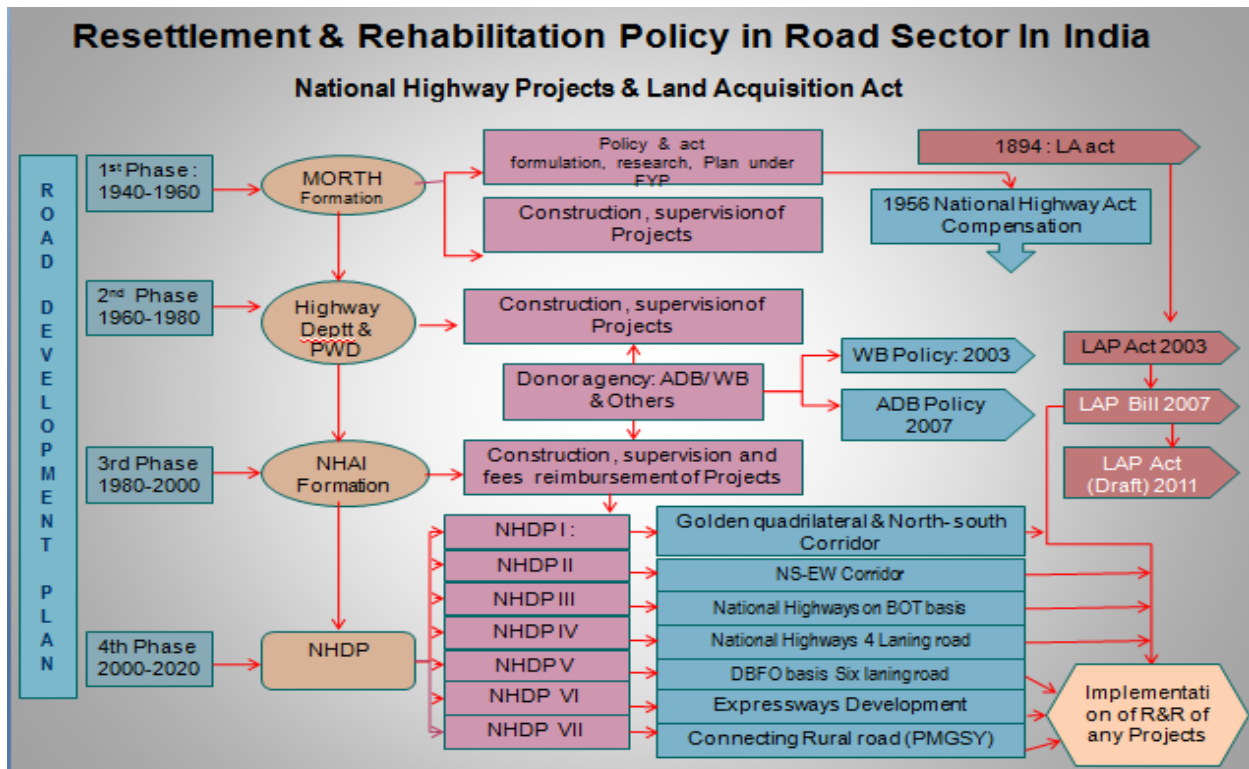 Resettlement & Rehabilitation Policy in Road Sector In India
National Highway Projects & Land Acquisition Act
ROAD DEVELOPMENT PLAN
1st Phase :
1940-1960
MORTH
Formation
Policy & act
formulation, research, Plan under
FYP
Construction, supervision of
Projects
1894 : LA act
1956 National Highway Act
Compensation
2nd Phase
1960-1980
Highway
Deptt &
PWD
Construction, supervision of
Projects
Donor agency: ADB/ WB
& Others
WB Policy: 2003
ADB Policy
2007
LAP Act 2003
LAP Bill 2007
LAP Act
(Draft) 2011
3rd Phase
1980-2000
NHAI
Formation
Construction, supervision and
fees reimbursement of Projects
4th Phase
2000-2020
NHDP
NHDP I :
Golden quadrilateral & North- south
Corridor
NHDP II
NS-EW Corridor
NHDP III
National Highways on BOT basis
NHDP IV
National Highways 4 Laning road
NHDP V
DBFO basis Six laning road
NHDP VI
Expressways Development
NHDP VII
Connecting Rural road (PMGSY)
Implementati
on of R&R of
any Projects